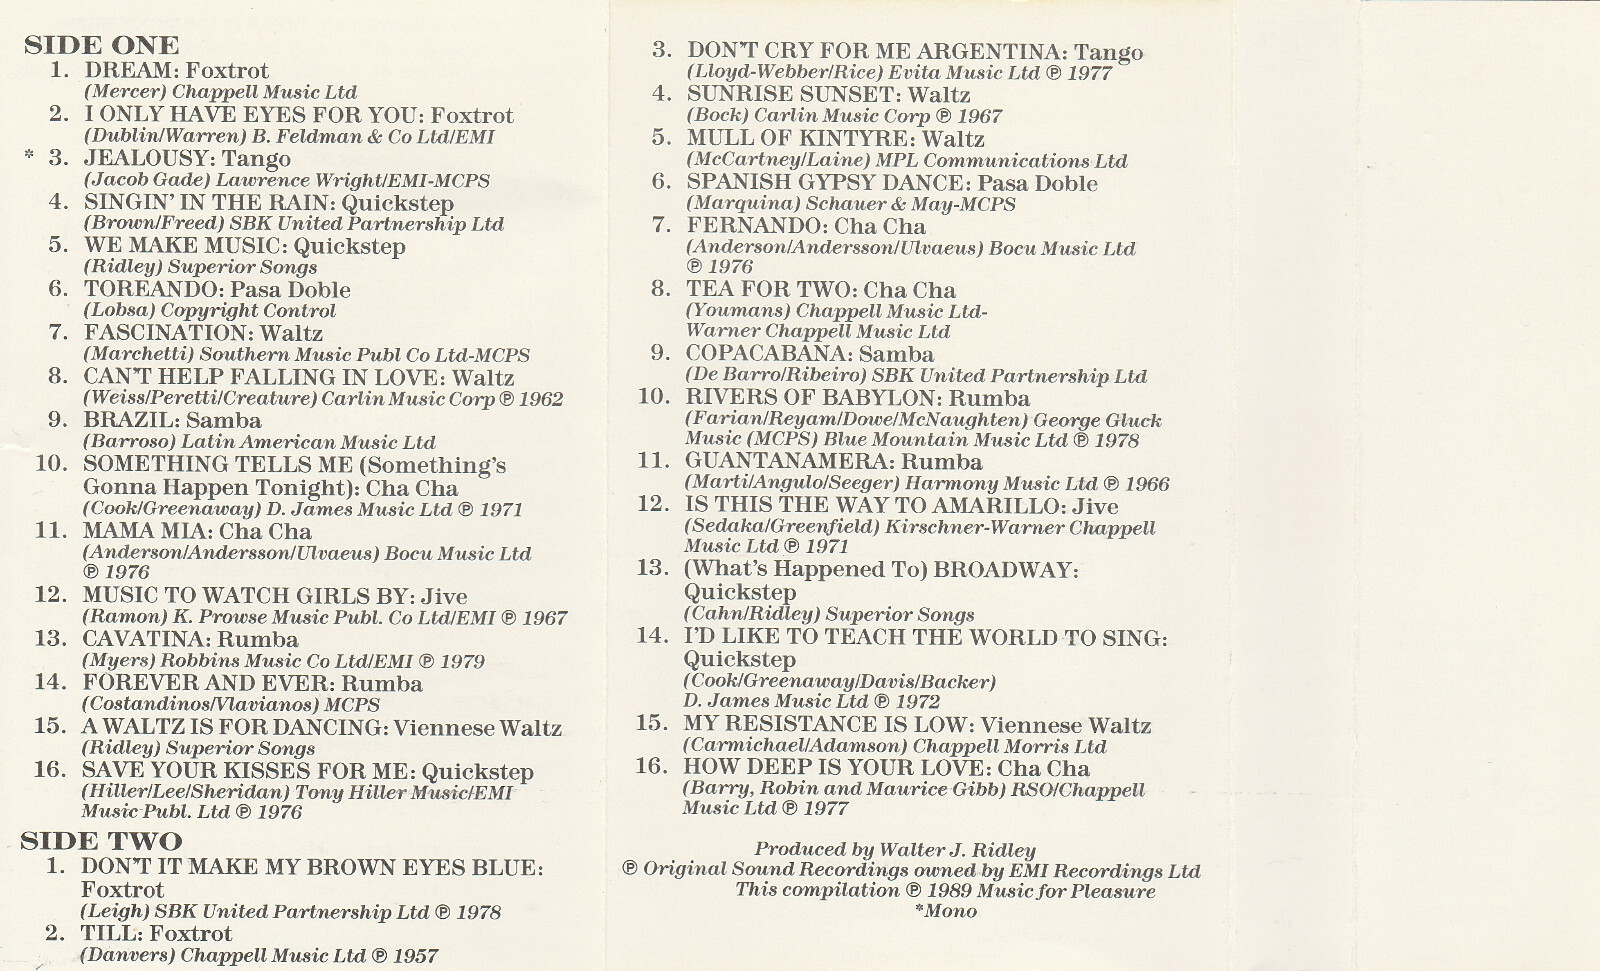 SIDE ONE
1. DREAM: Foxtrot
(Mercer) Chappell Music Ltd
2. I ONLY HAVE EYES FOR YOU: Foxtrot
(Dublin/Warren) B. Feldman & Co Ltd/EMI
* 3. JEALOUSY: Tango
(Jacob Gade) Lawrence Wright/EMI-MCPS
4. SINGIN' IN THE RAIN: Quickstep
(Brown/Freed) SBK United Partnership Ltd
5. WE MAKE MUSIC: Quickstep
(Ridley) Superior Songs
6. TOREANDO: Pasa Doble
(Lobsa) Copyright Control
7. FASCINATION: Waltz
(Marchetti) Southern Music Publ Co Ltd-MCPS
8. CAN'T HELP FALLING IN LOVE: Waltz
(Weiss/Peretti/Creature) Carlin Music Corp ℗ 1962
9. BRAZIL: Samba
(Barroso) Latin American Music Ltd
10. SOMETHING TELLS ME (Something's
Gonna Happen Tonight): Cha Cha
(Cook/Greenaway) D. James Music Ltd ℗ 1971
11. MAMA MIA: Cha Cha
(Anderson/Andersson/Ulvaeus) Bocu Music Ltd
℗ 1976
12. MUSIC TO WATCH GIRLS BY: Jive
(Ramon) K. Prowse Music Publ. Co Ltd/EMI ℗ 1967
13. CAVATINA: Rumba
(Myers) Robbins Music Co Ltd/EMI ℗ 1979
14. FOREVER AND EVER: Rumba
(Costandinos/Vlavianos) MCPS
15. A WALTZ IS FOR DANCING: Viennese Waltz
(Ridley) Superior Songs
16. SAVE YOUR KISSES FOR ME: Quickstep
(Hiller/Lee/Sheridan) Tony Hiller Music/EMI
Music Publ. Ltd ℗ 1976
SIDE TWO
1. DON'T IT MAKE MY BROWN EYES BLUE:
Foxtrot
(Leigh) SBK United Partnership Ltd ℗ 1978
2. TILL: Foxtrot
(Danvers) Chappell Music Ltd ℗ 1957
3. DON'T CRY FOR ME ARGENTINA: Tango
(Lloyd-Webber/Rice) Evita Music Ltd ℗ 1977
4. SUNRISE SUNSET: Waltz
(Bock) Carlin Music Corp ℗ 1967
5. MULL OF KINTYRE: Waltz
(McCartney/Laine) MPL Communications Ltd
6. SPANISH GYPSY DANCE: Pasa Doble
(Marquina) Schauer & May-MCPS
7. FERNANDO: Cha Cha
(Anderson/Andersson/Ulvaeus) Bocu Music Ltd
℗ 1976
8. TEA FOR TWO: Cha Cha
(Youmans) Chappell Music Ltd-
Warner Chappell Music Ltd
9. COPACABANA: Samba
(De Barro/Ribeiro) SBK United Partnership Ltd
10. RIVERS OF BABYLON: Rumba
(Farian/Reyam/Dowe/McNaughten) George Gluck
Music (MCPS) Blue Mountain Music Ltd ℗ 1978
11. GUANTANAMERA: Rumba
(Marti/Angulo/Seeger) Harmony Music Ltd ℗ 1966
12. IS THIS THE WAY TO AMARILLO: Jive
(Sedaka/Greenfield) Kirschner-Warner Chappell
Music Ltd ℗ 1971
13. (What's Happened To) BROADWAY:
Quickstep
(Cahn/Ridley) Superior Songs
14. I'D LIKE TO TEACH THE WORLD TO SING:
Quickstep
(Cook/Greenaway/Davis/Backer)
D. James Music Ltd ℗ 1972
15. MY RESISTANCE IS LOW: Viennese Waltz
(Carmichael/Adamson) Chappell Morris Ltd
16. HOW DEEP IS YOUR LOVE: Cha Cha
(Barry, Robin and Maurice Gibb) RSO/Chappell
Music Ltd ℗ 1977
Produced by Walter J. Ridley
℗ Original Sound Recordings owned by EMI Recordings Ltd
This compilation ℗ 1989 Music for Pleasure
*Mono